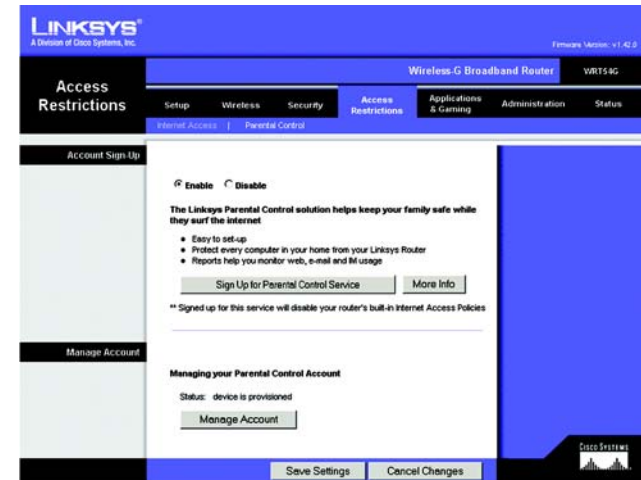 LINKSYS®
A Division of Cisco Systems, Inc.
Firmware Version: v1.42.0
Wireless-G Broadband Router WRT54G
Access Restrictions
Setup Wireless Security Access Restrictions Applications & Gaming Administration Status
Internet Access | Parental Control
Account Sign-Up
Enable Disable
The Linksys Parental Control solution helps keep your family safe while
they surf the internet
• Easy to set-up
• Protect every computer in your home from your Linksys Router
• Reports help you monitor web, e-mail and IM usage
Sign Up for Parental Control Service More Info
** Signed up for this service will disable your router's built-in Internet Access Policies
Manage Account
Managing your Parental Control Account
Status: device is provisioned
Manage Account
CISCO SYSTEMS
Save Settings Cancel Changes